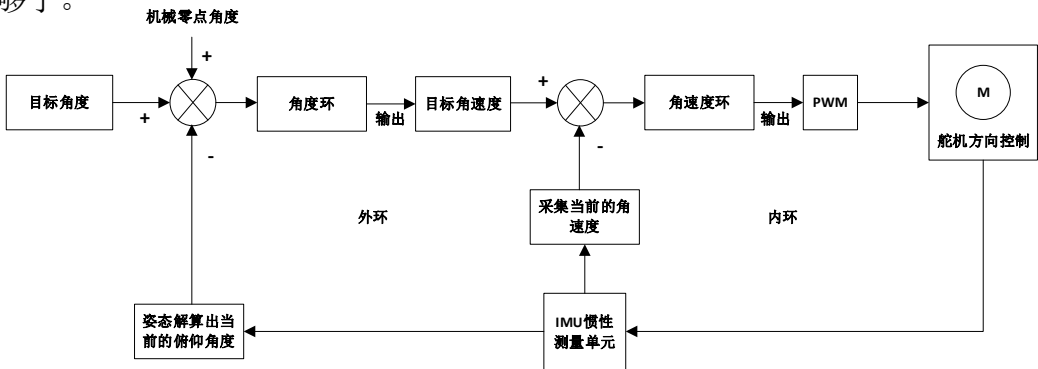 够了。
机械零点角度
+
目标角度
+
角度环
输出
目标角速度
+
角速度环
输出
PWM
M
舵机方向控制
-
-
采集当前的角
速度
外环
内环
姿态解算出当
前的俯仰角度
IMU惯性
测量单元